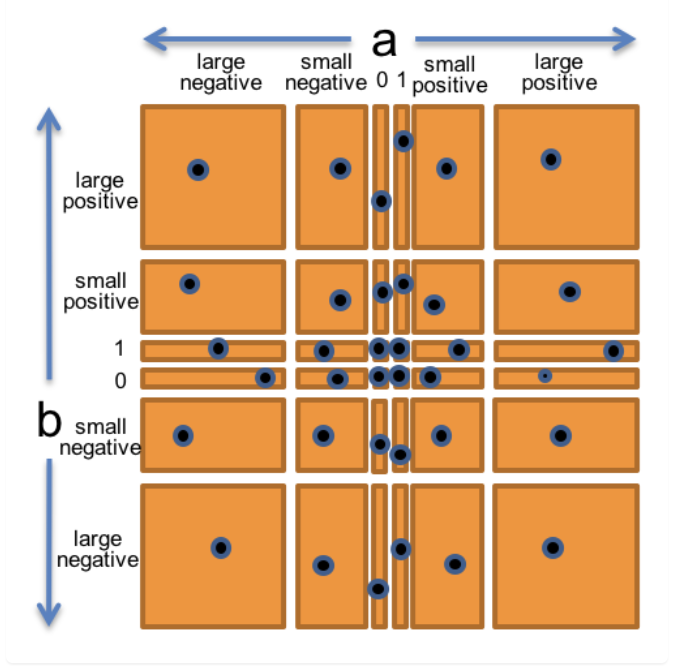 a
large
negative
small
negative
0 1
small
positive
large
positive
large
positive
small
positive
1
0
b
small
negative
large
negative